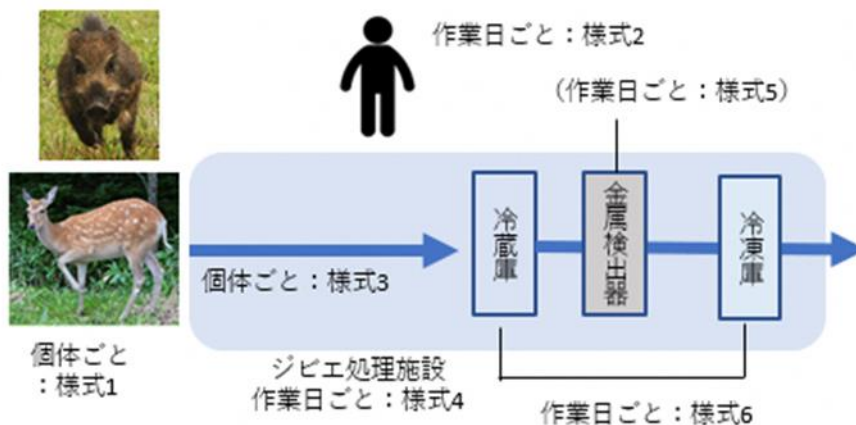 作業日ごと：様式2
（作業日ごと：様式5）
冷蔵庫
金属検出器
冷凍庫
個体ごと：様式3
個体ごと
：様式1
ジビエ処理施設
作業日ごと：様式4
作業日ごと：様式6